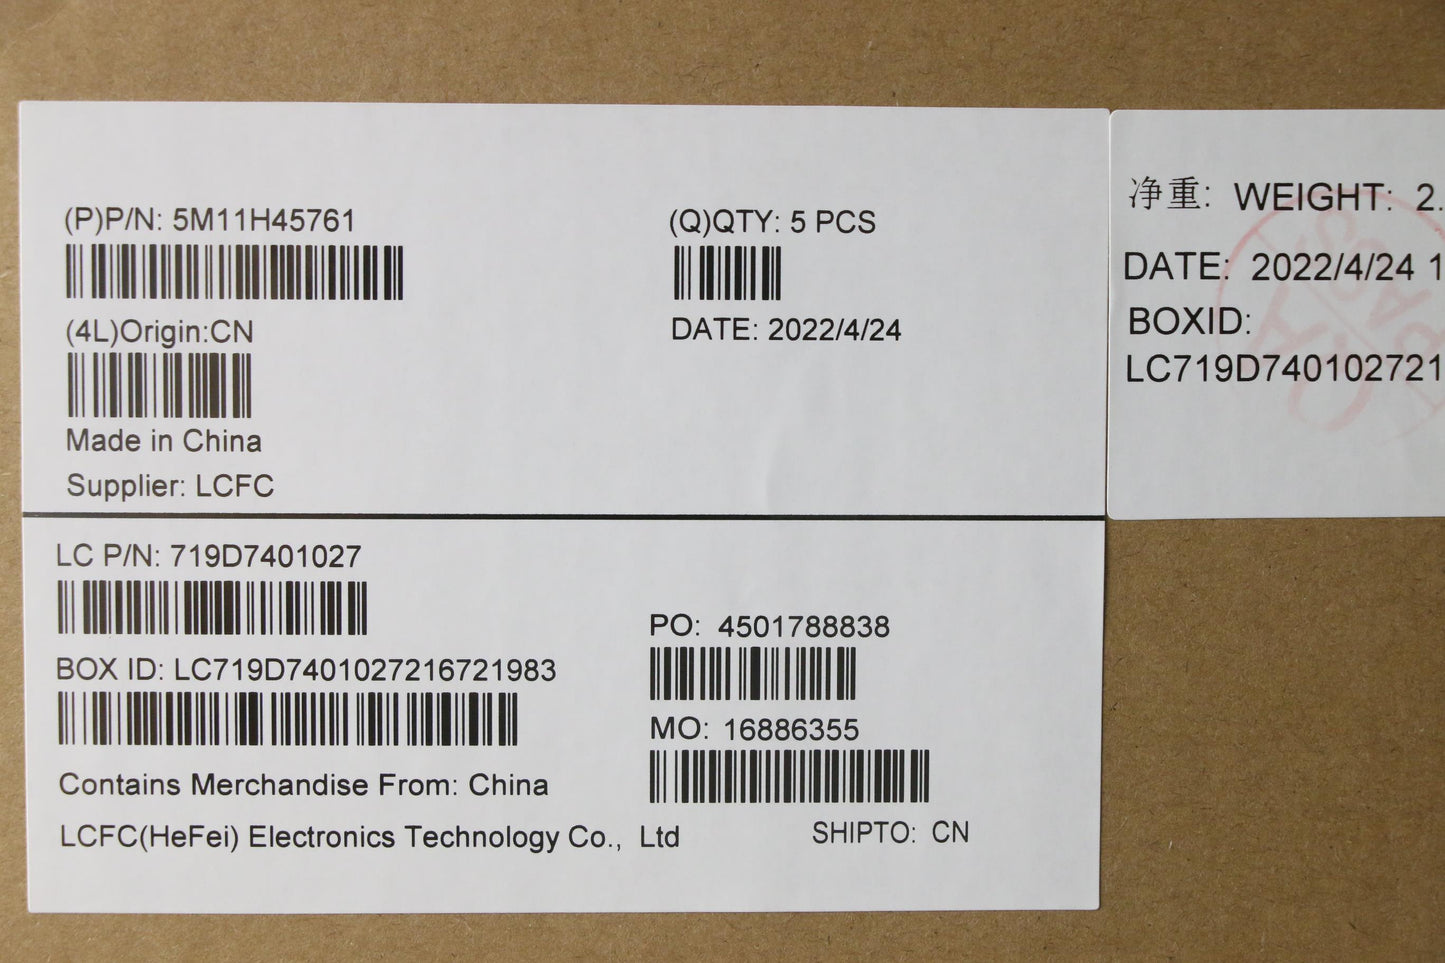 (P)P/N: 5M11H45761
(Q)QTY: 5 PCS
(4L)Origin:CN
DATE: 2022/4/24
Made in China
Supplier: LCFC
LC P/N: 719D7401027
PO: 4501788838
BOX ID: LC719D7401027216721983
MO: 16886355
Contains Merchandise From: China
LCFC(HeFei) Electronics Technology Co., Ltd
SHIPTO: CN
净重: WEIGHT: 2.
DATE: 2022/4/24 1
BOXID:
LC719D740102721
QA
PASS